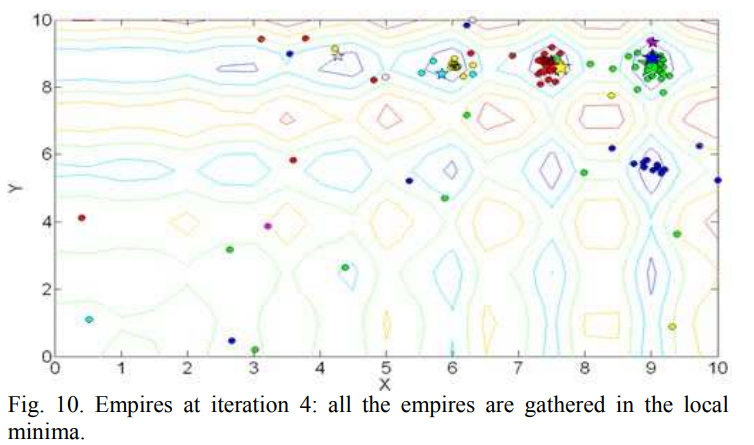 10
8
6
4
2
0
Y
0 1 2 3 4 5 6 7 8 9 10
X
Fig. 10. Empires at iteration 4: all the empires are gathered in the local
minima.